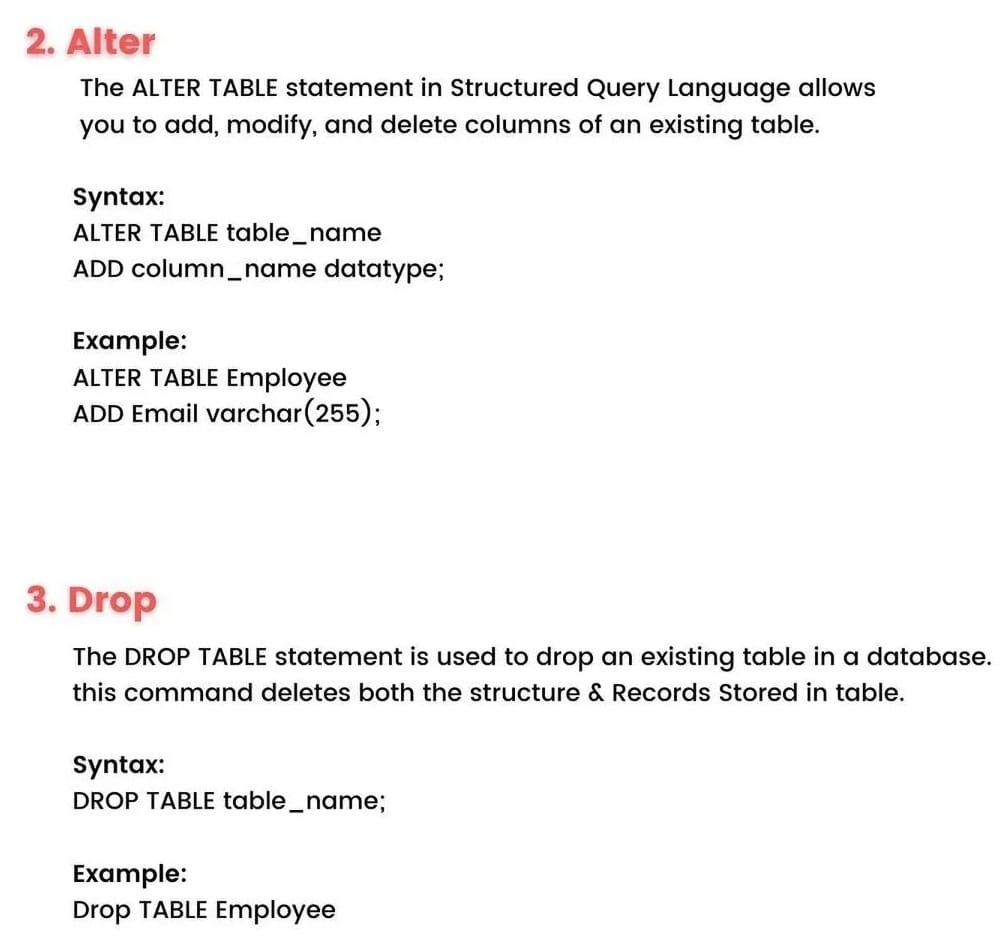 2. Alter
The ALTER TABLE statement in Structured Query Language allows
you to add, modify, and delete columns of an existing table.
Syntax:
ALTER TABLE table_name
ADD column_name datatype;
Example:
ALTER TABLE Employee
ADD Email varchar(255);
3. Drop
The DROP TABLE statement is used to drop an existing table in a database.
this command deletes both the structure & Records Stored in table.
Syntax:
DROP TABLE table_name;
Example:
Drop TABLE Employee